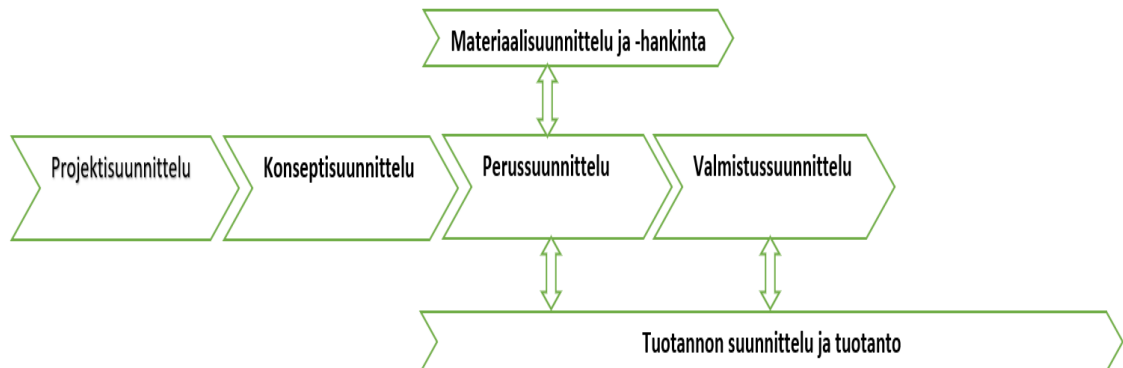 Materiaalisuunnittelu ja -hankinta
Projektisuunnittelu
Konseptisuunnittelu
Perussuunnittelu
Valmistussuunnittelu
Tuotannon suunnittelu ja tuotanto